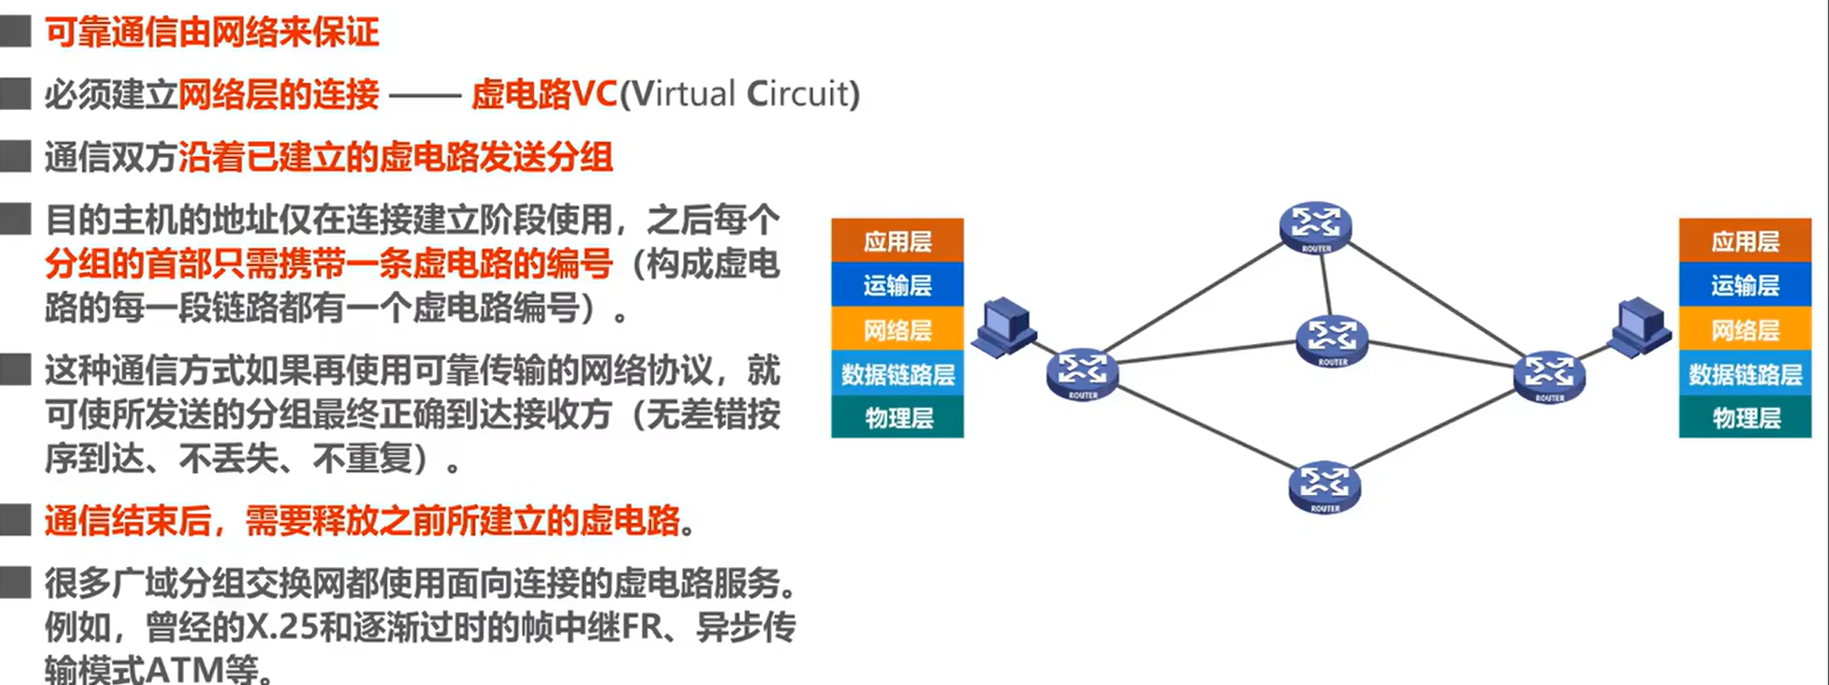 可靠通信由网络来保证
必须建立网络层的连接 —— 虚电路VC(Virtual Circuit)
通信双方沿着已建立的虚电路发送分组
目的主机的地址仅在连接建立阶段使用，之后每个
分组的首部只需携带一条虚电路的编号（构成虚电
路的每一段链路都有一个虚电路编号）。
这种通信方式如果再使用可靠传输的网络协议，就
可使所发送的分组最终正确到达接收方（无差错按
序到达、不丢失、不重复）。
通信结束后，需要释放之前所建立的虚电路。
很多广域分组交换网都使用面向连接的虚电路服务。
例如，曾经的X.25和逐渐过时的帧中继FR、异步传
输模式ATM等。
应用层
运输层
网络层
数据链路层
物理层
ROUTER
ROUTER
ROUTER
ROUTER
ROUTER
应用层
运输层
网络层
数据链路层
物理层